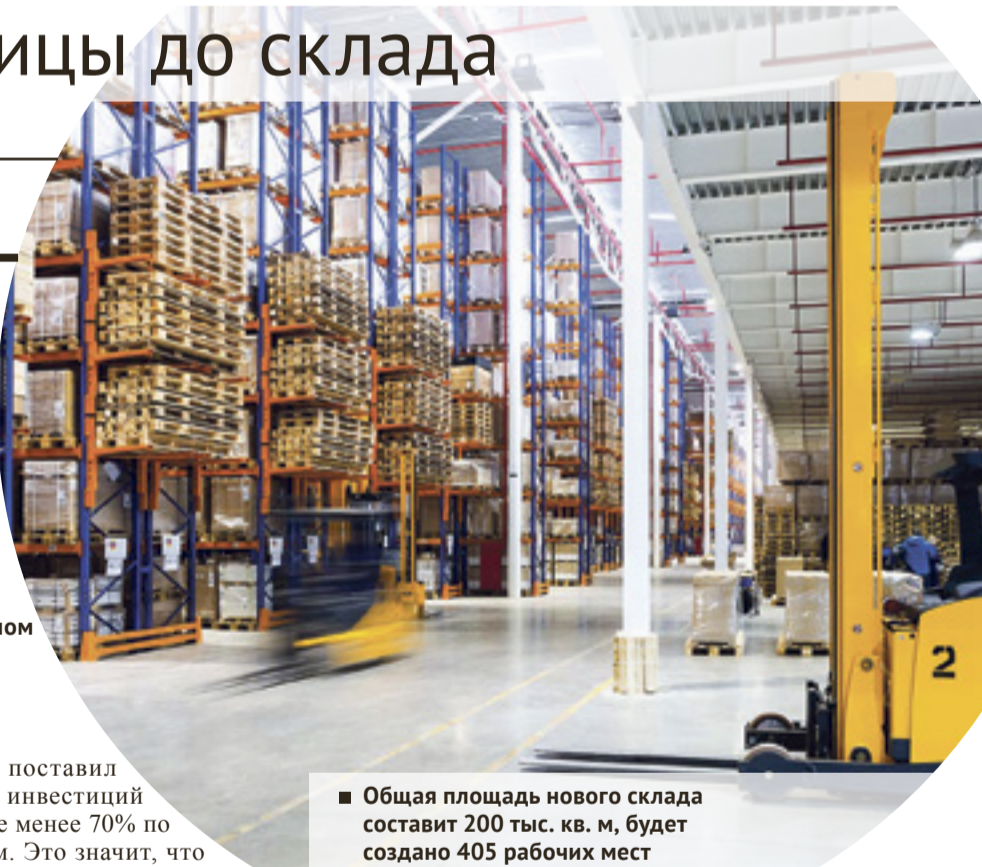 ицы до склада
ом
поставил
инвестиций
е менее 70% по
м. Это значит, что
■ Общая площадь нового склада
составит 200 тыс. кв. м, будет
создано 405 рабочих мест
2